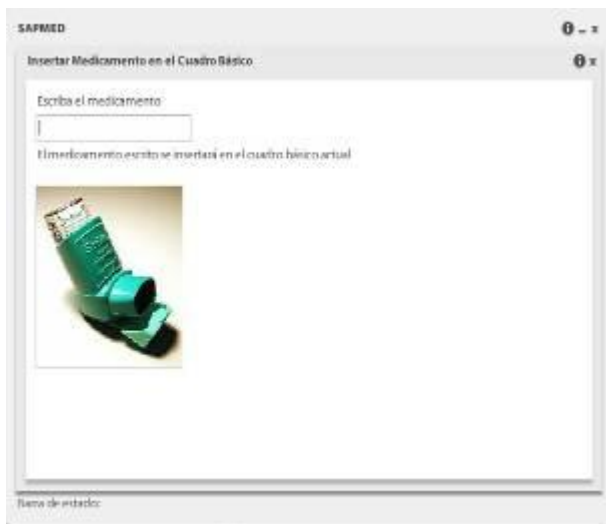 SAPMED
Insertar Medicamento en el Cuadro Básico
Escriba el medicamento
El medicamento escrito se insertará en el cuadro básico actual
Barra de estado: